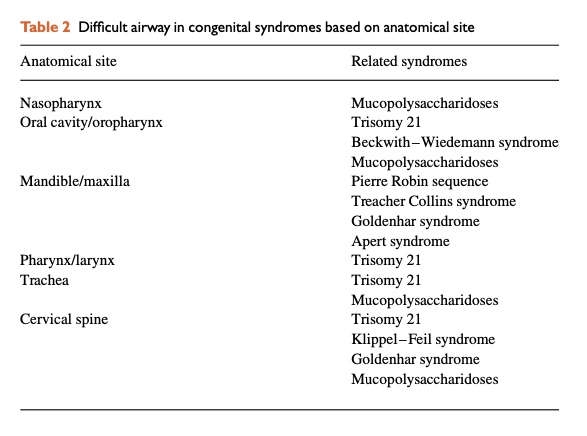 Table 2 Difficult airway in congenital syndromes based on anatomical site
Anatomical site Related syndromes
Nasopharynx Mucopolysaccharidoses
Oral cavity/oropharynx Trisomy 21
Beckwith–Wiedemann syndrome
Mucopolysaccharidoses
Mandible/maxilla Pierre Robin sequence
Treacher Collins syndrome
Goldenhar syndrome
Apert syndrome
Pharynx/larynx Trisomy 21
Trachea Trisomy 21
Mucopolysaccharidoses
Cervical spine Trisomy 21
Klippel–Feil syndrome
Goldenhar syndrome
Mucopolysaccharidoses